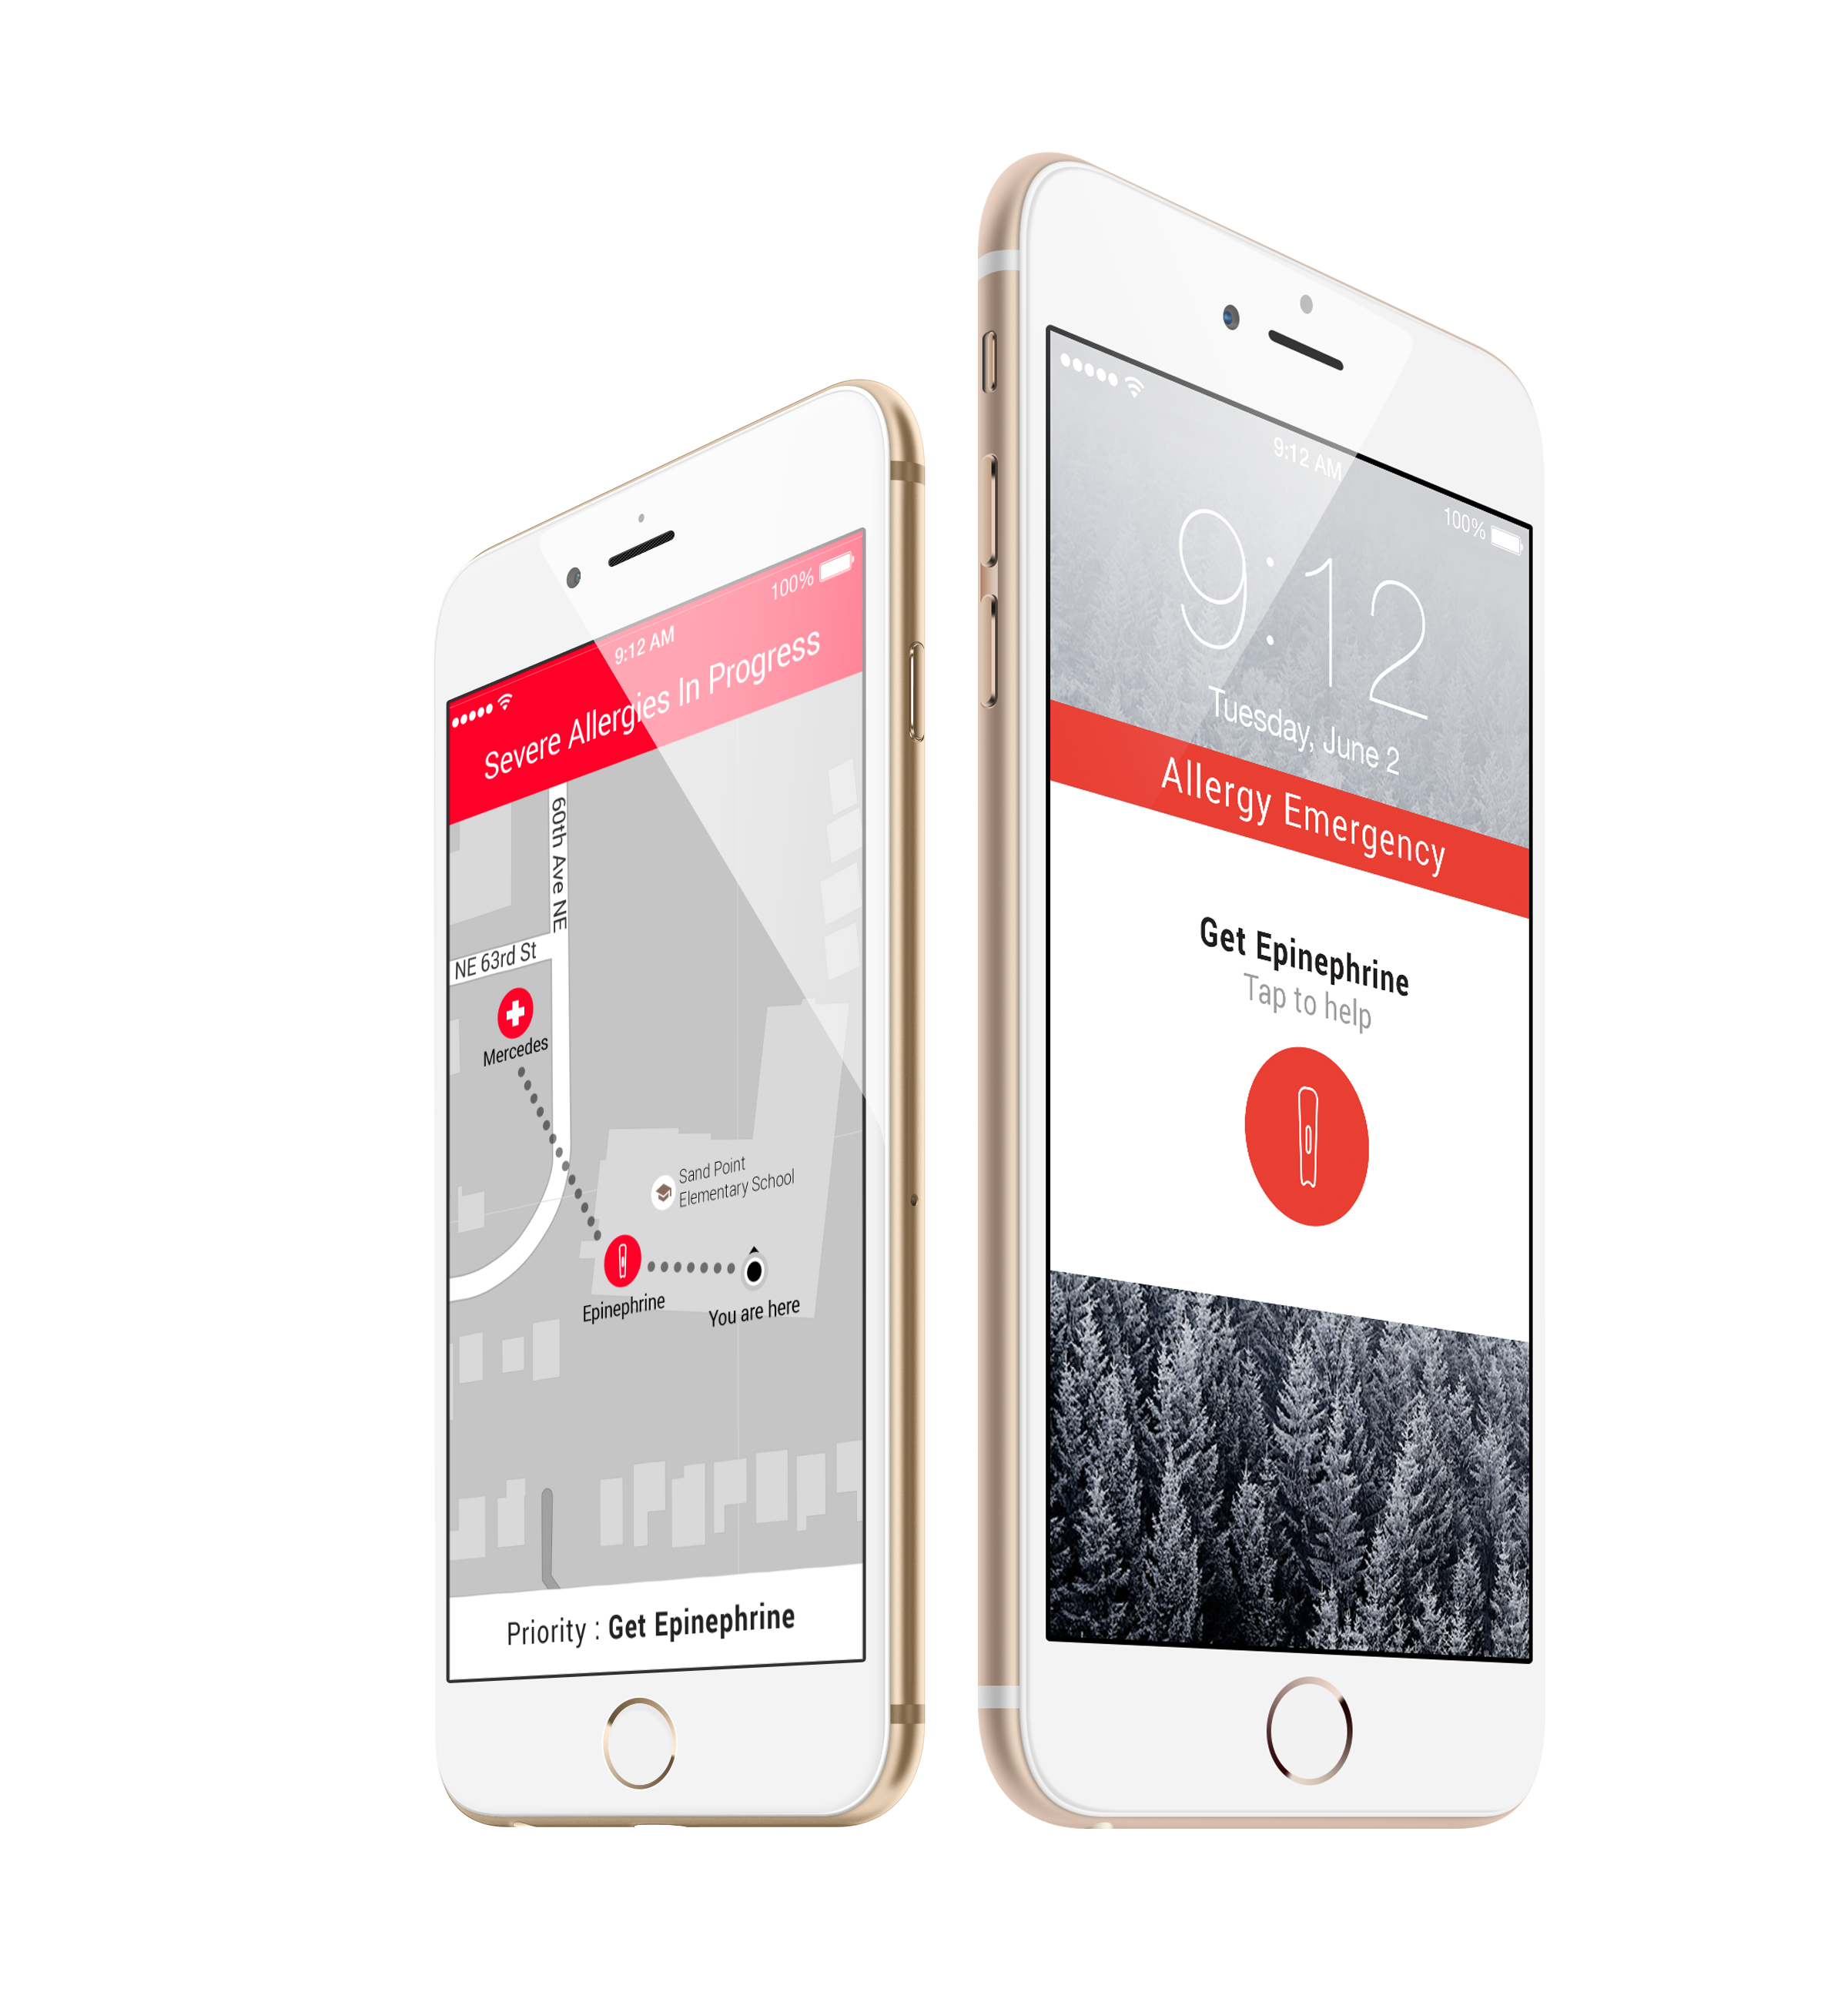 9:12 AM
100%
Severe Allergies In Progress
60th Ave NE
NE 63rd St
Mercedes
Sand Point
Elementary School
Epinephrine
You are here
Priority : Get Epinephrine
9:12 AM
100%
9:12
Tuesday, June 2
Allergy Emergency
Get Epinephrine
Tap to help